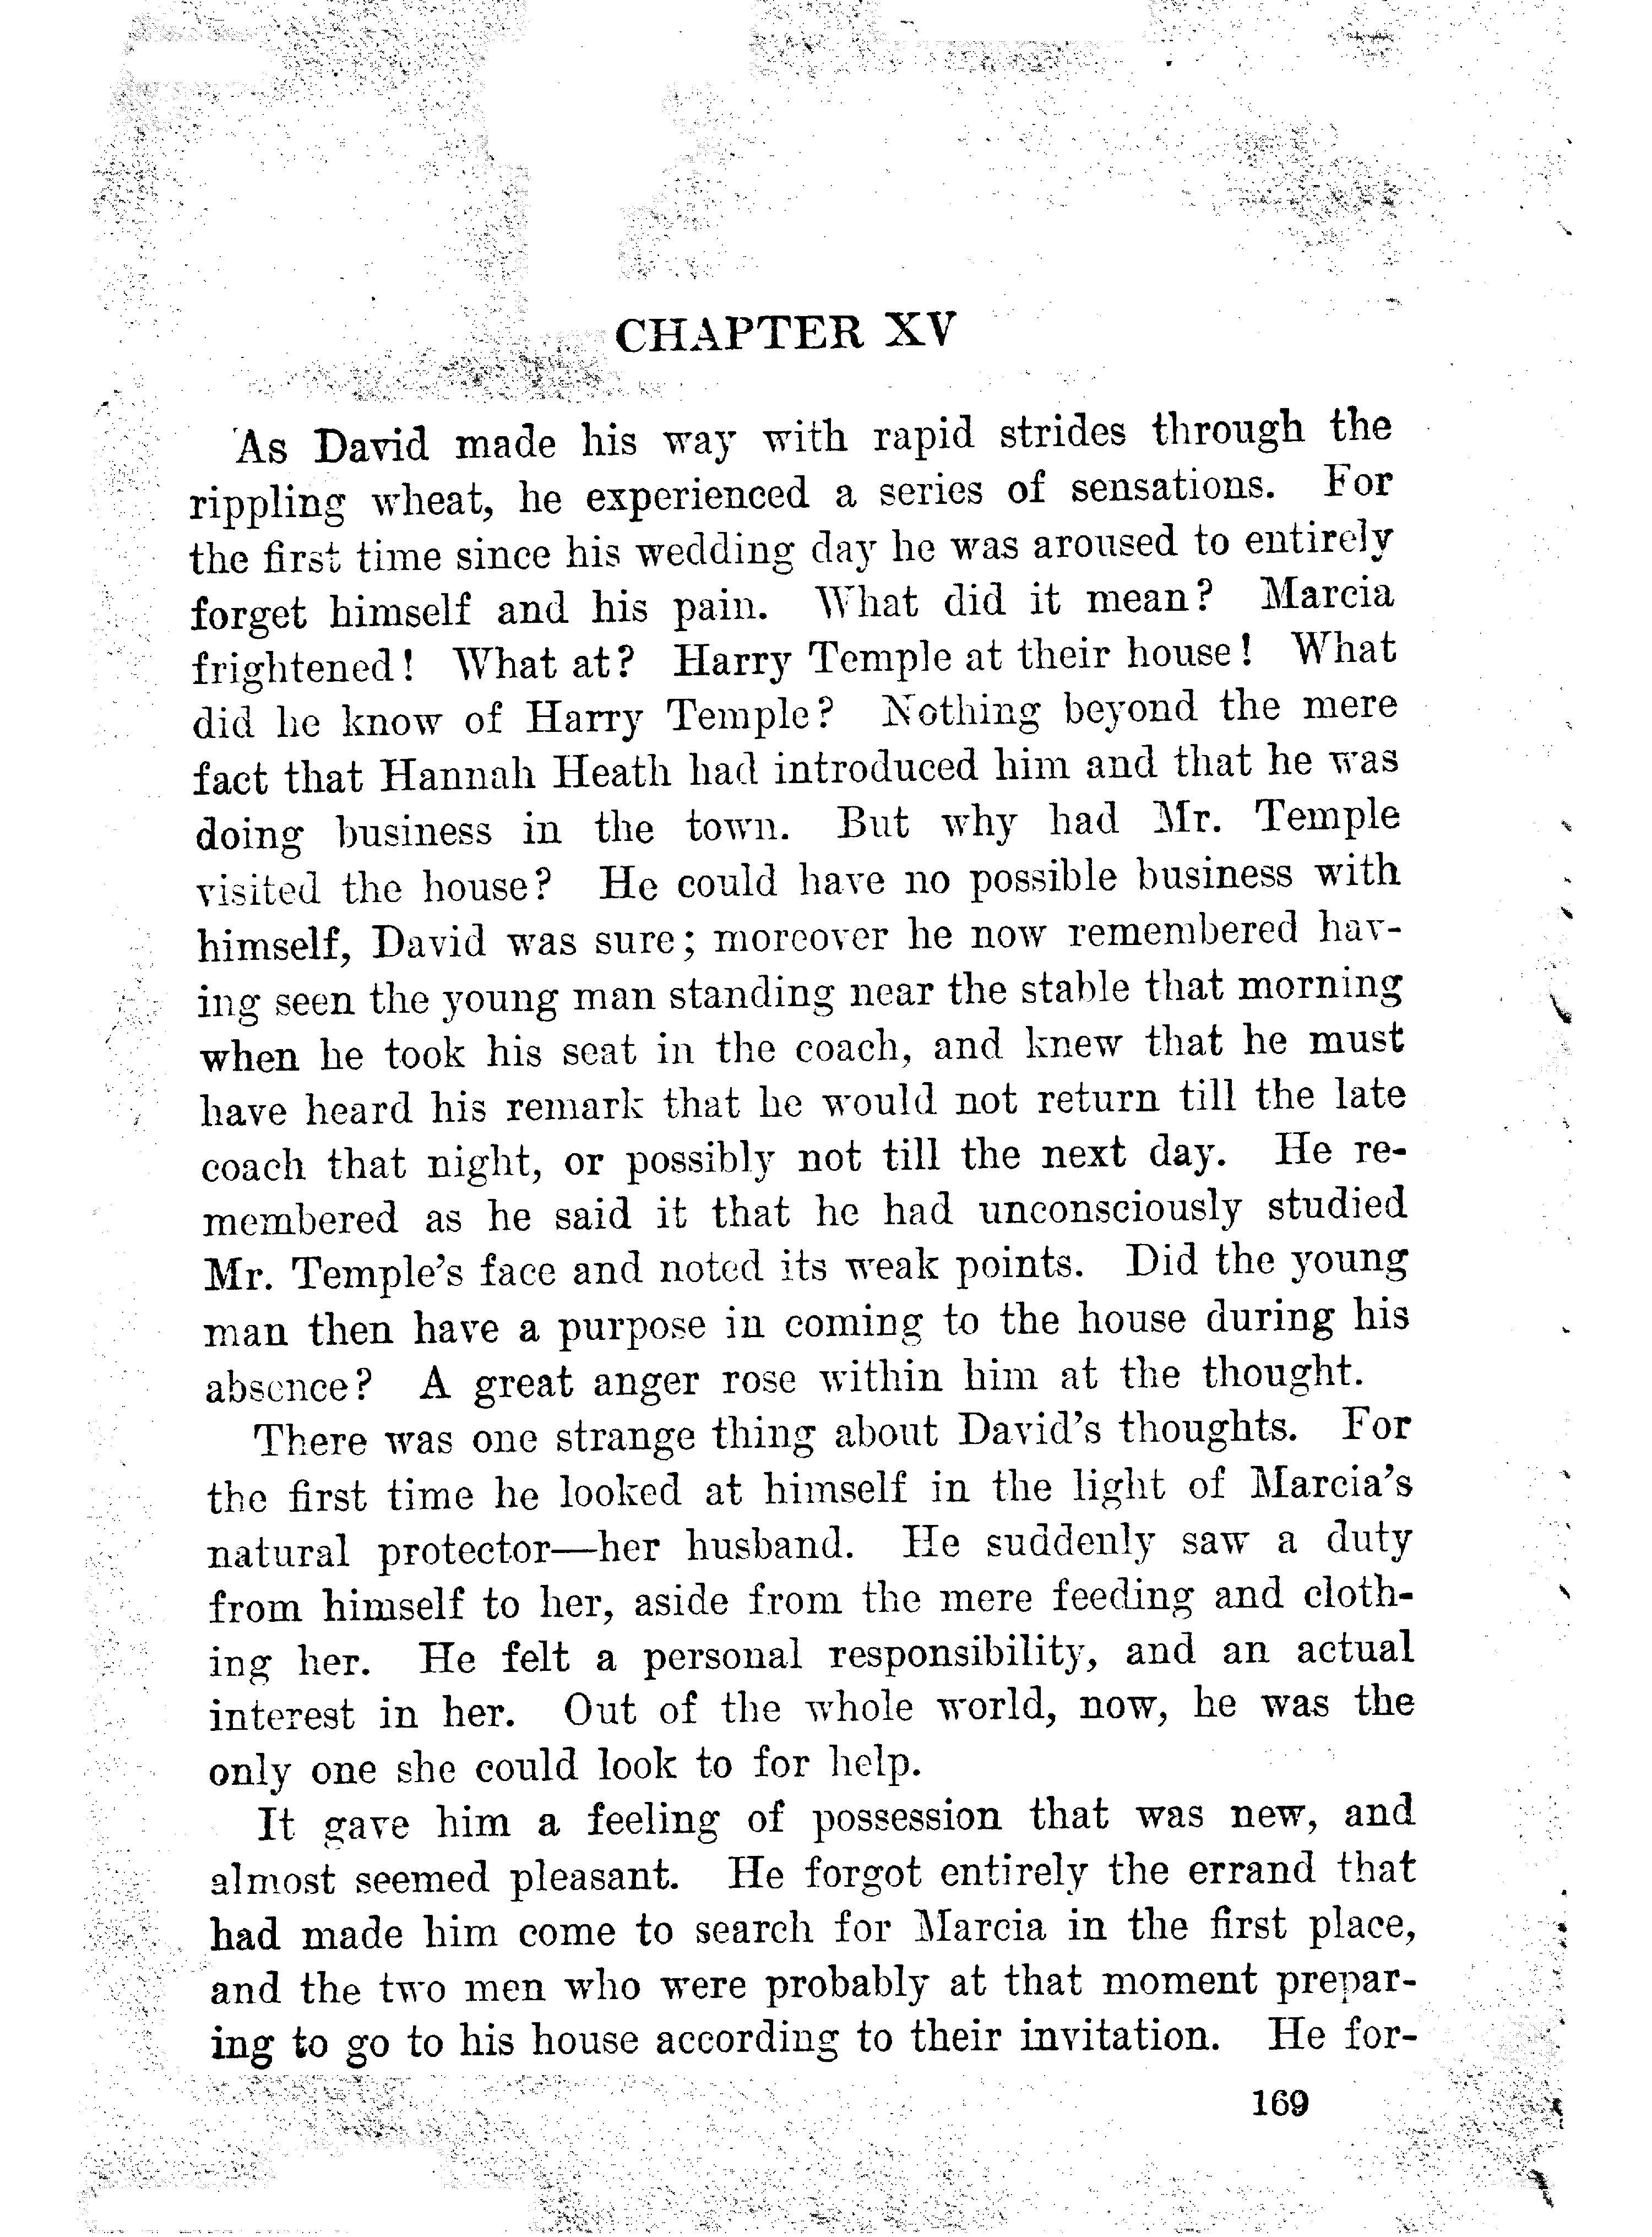 CHAPTER XV
As David made his way with rapid strides through the
rippling wheat, he experienced a series of sensations. For
the first time since his wedding day he was aroused to entirely
forget himself and his pain. What did it mean? Marcia
frightened! What at? Harry Temple at their house! What
did he know of Harry Temple? Nothing beyond the mere
fact that Hannah Heath had introduced him and that he was
doing business in the town. But why had Mr. Temple
visited the house? He could have no possible business with
himself, David was sure; moreover he now remembered hav-
ing seen the young man standing near the stable that morning
when he took his seat in the coach, and knew that he must
have heard his remark that he would not return till the late
coach that night, or possibly not till the next day. He re-
membered as he said it that he had unconsciously studied
Mr. Temple's face and noted its weak points. Did the young
man then have a purpose in coming to the house during his
absence? A great anger rose within him at the thought.
There was one strange thing about David's thoughts. For
the first time he looked at himself in the light of Marcia's
natural protector—her husband. He suddenly saw a duty
from himself to her, aside from the mere feeding and cloth-
ing her. He felt a personal responsibility, and an actual
interest in her. Out of the whole world, now, he was the
only one she could look to for help.
It gave him a feeling of possession that was new, and
almost seemed pleasant. He forgot entirely the errand that
had made him come to search for Marcia in the first place,
and the two men who were probably at that moment prepar-
ing to go to his house according to their invitation. He for-
169